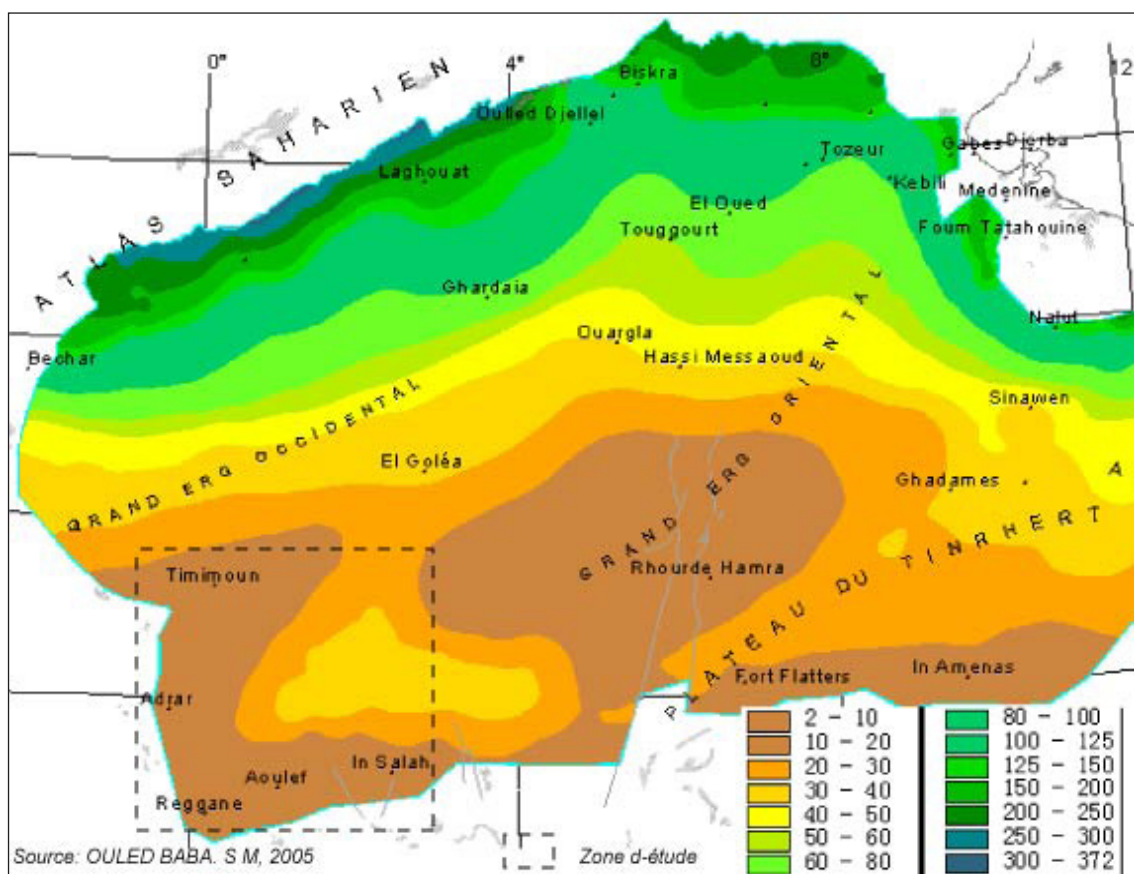 0°
4°
8°
12
ATLAS SAHARIEN
Biskra
Oulled Djellel
Laghouat
Tozeur
Gabes
Djerba
Kebili
Medenine
El Oued
Touggourt
Foum Tatahouine
Ghardaia
Nalut
Bechar
Ouargla
Hassi Messaoud
Sinawen
GRAND ERG OCCIDENTAL
GRAND ERG ORIENTAL
El Goléa
Ghadames
A
PLATEAU DU TINRHERT
Timimoun
Rhourde Hamra
Adrar
Fort Flatters
In Amenas
In Salah
Aoulef
Reggane
2 - 10
10 - 20
20 - 30
30 - 40
40 - 50
50 - 60
60 - 80
80 - 100
100 - 125
125 - 150
150 - 200
200 - 250
250 - 300
300 - 372
Source: OULED BABA. S M, 2005
Zone d-étude